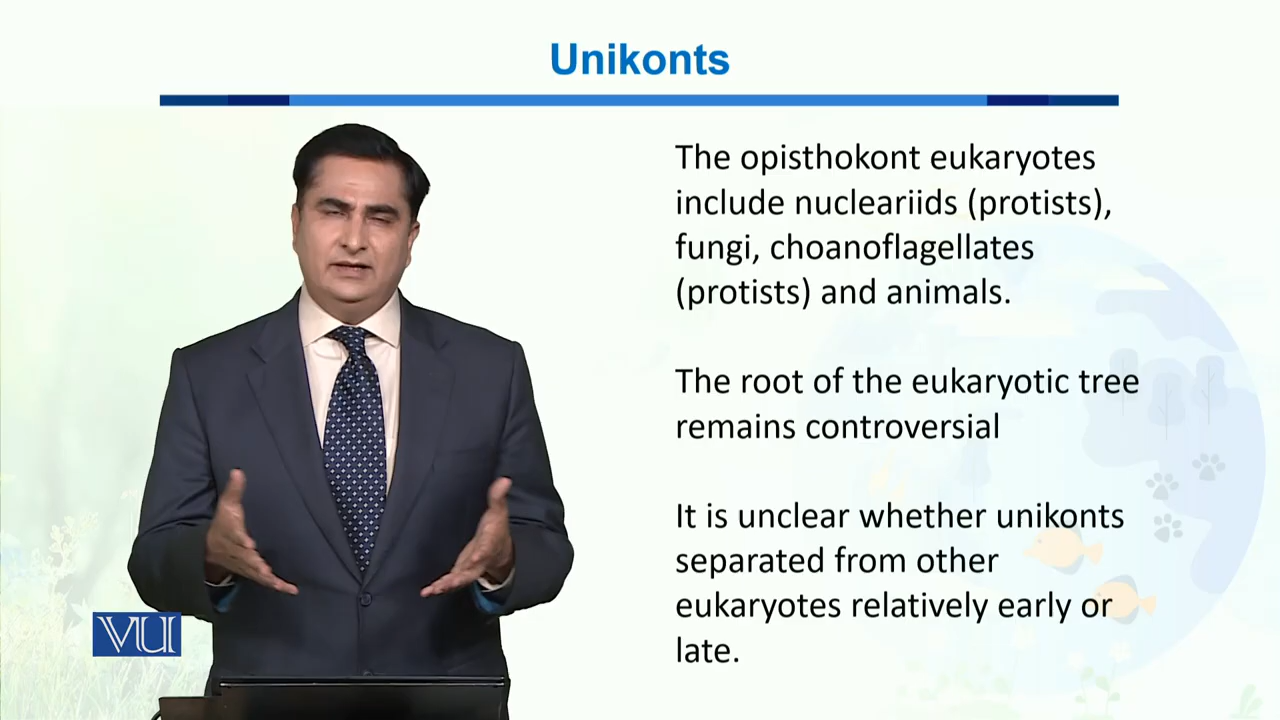 Unikonts
The opisthokont eukaryotes
include nucleariids (protists),
fungi, choanoflagellates
(protists) and animals.
The root of the eukaryotic tree
remains controversial
It is unclear whether unikonts
separated from other
eukaryotes relatively early or
late.
VU